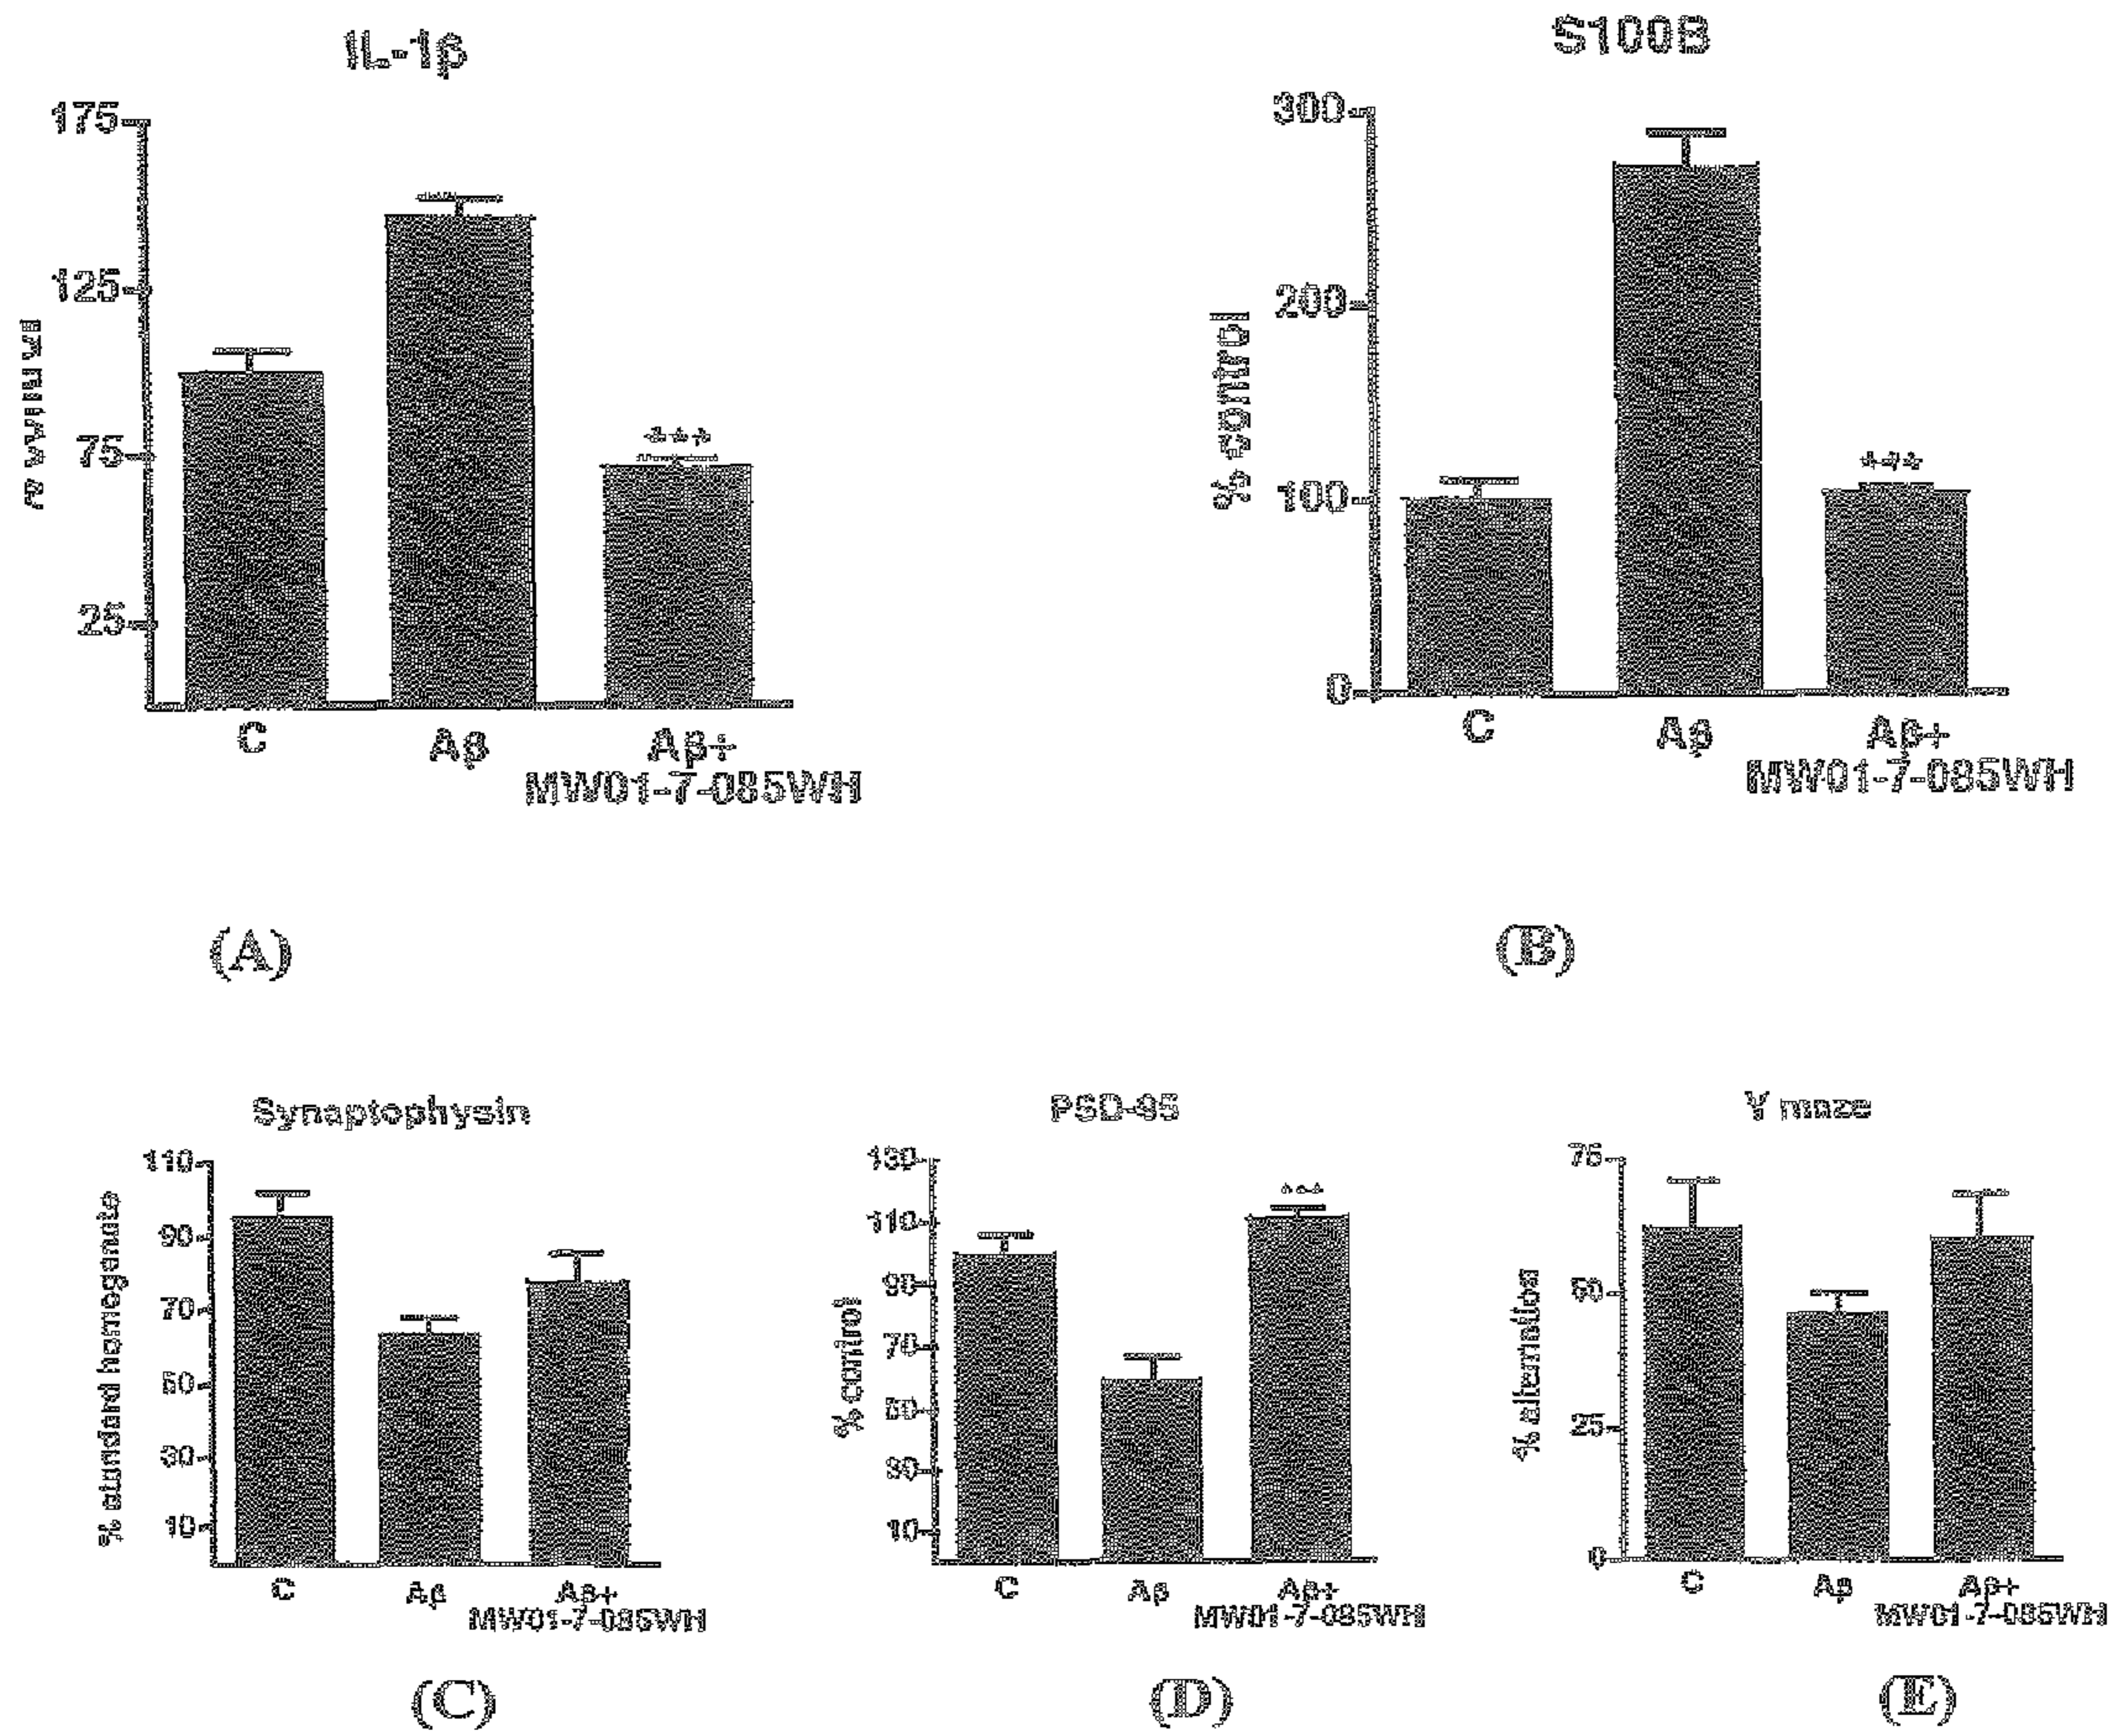 IL-1β
175
125
75
25
***
C
Aβ
Aβ+
MW01-7-085WH
(A)
S100B
% control
300
200
100
0
***
C
Aβ
Aβ+
MW01-7-085WH
(B)
Synaptophysin
% standard homogenate
110
90
70
50
30
10
C
Aβ
Aβ+
MW01-7-085WH
(C)
PSD-95
% control
130
110
90
70
50
30
10
***
C
Aβ
Aβ+
MW01-7-085WH
(D)
Y maze
% alternation
75
50
25
0
C
Aβ
Aβ+
MW01-7-085WH
(E)